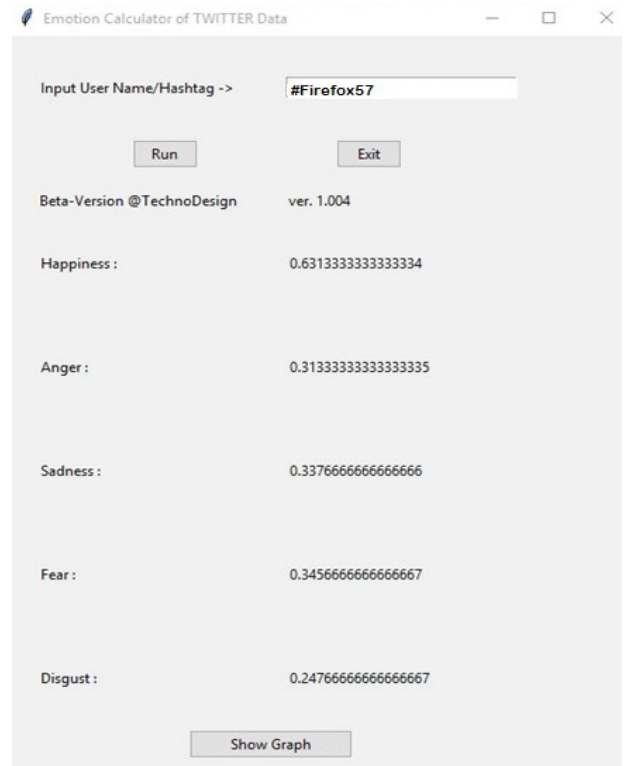 Emotion Calculator of TWITTER Data
Input User Name/Hashtag -> #Firefox57
Run Exit
Beta-Version @TechnoDesign ver. 1.004
Happiness : 0.6313333333333334
Anger : 0.31333333333333335
Sadness : 0.3376666666666666
Fear : 0.3456666666666667
Disgust : 0.24766666666666667
Show Graph